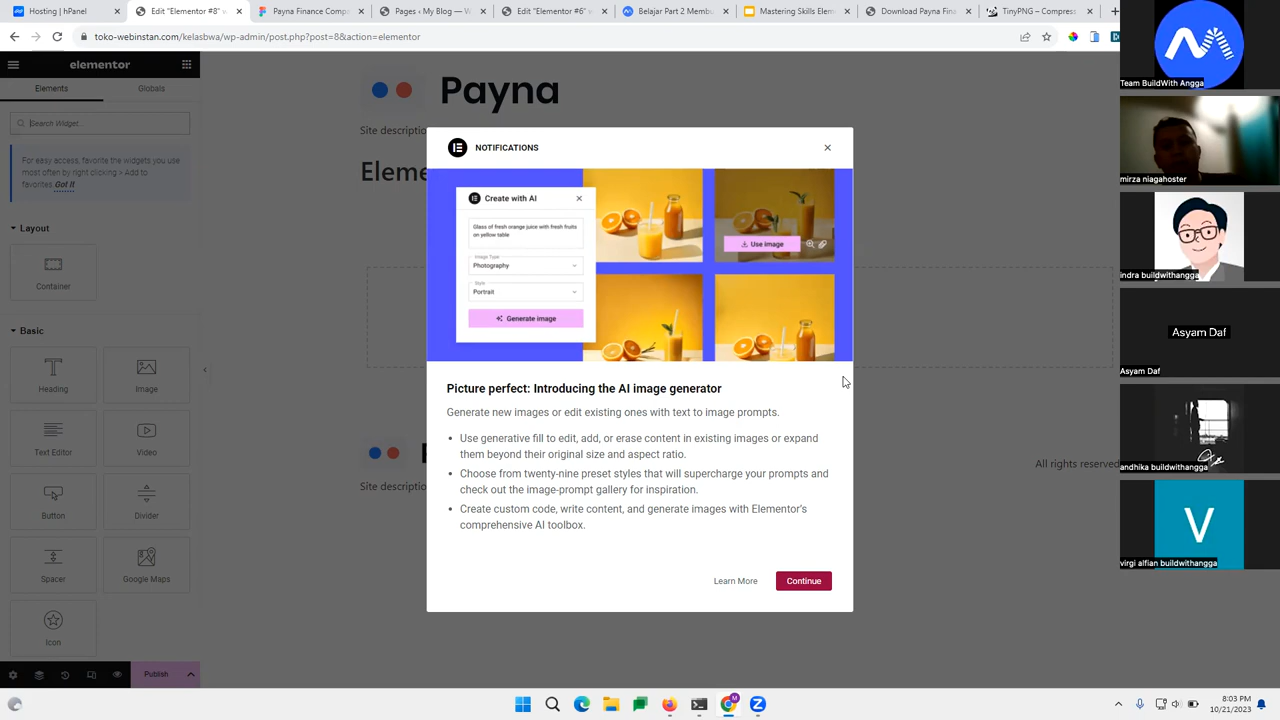 Hosting hPanel
Edit "Elementor #8" w
Payna Finance Comp
Pages ‹ My Blog — W
Edit "Elementor #6" w
Belajar Part 2 Membu
Mastering Skills Elem
Download Payna Fina
TinyPNG – Compress
toko-webinstan.com/kelasbwa/wp-admin/post.php?post=8&action=elementor
elementor
Elements
Globals
Search Widget...
For easy access, favorite the widgets you
use most often by right clicking > Add to
favorites. Got It
Layout
Container
Basic
Heading
Image
Text Editor
Video
Button
Divider
Spacer
Google Maps
Icon
Publish
Payna
Site description
Eleme
Site description
All rights reserved
NOTIFICATIONS
Create with AI
Glass of fresh orange juice with fresh fruits
on yellow table
Image Type
Photography
Style
Portrait
Generate image
Use image
Picture perfect: Introducing the AI image generator
Generate new images or edit existing ones with text to image prompts.
• Use generative fill to edit, add, or erase content in existing images or expand
them beyond their original size and aspect ratio.
• Choose from twenty-nine preset styles that will supercharge your prompts and
check out the image-prompt gallery for inspiration.
• Create custom code, write content, and generate images with Elementor's
comprehensive AI toolbox.
Learn More
Continue
Team BuildWith Angga
mirza niagahoster
indra buildwithangga
Asyam Daf
Asyam Daf
andhika buildwithangga
V
virgi alfian buildwithangga
M
8:03 PM
10/21/2023